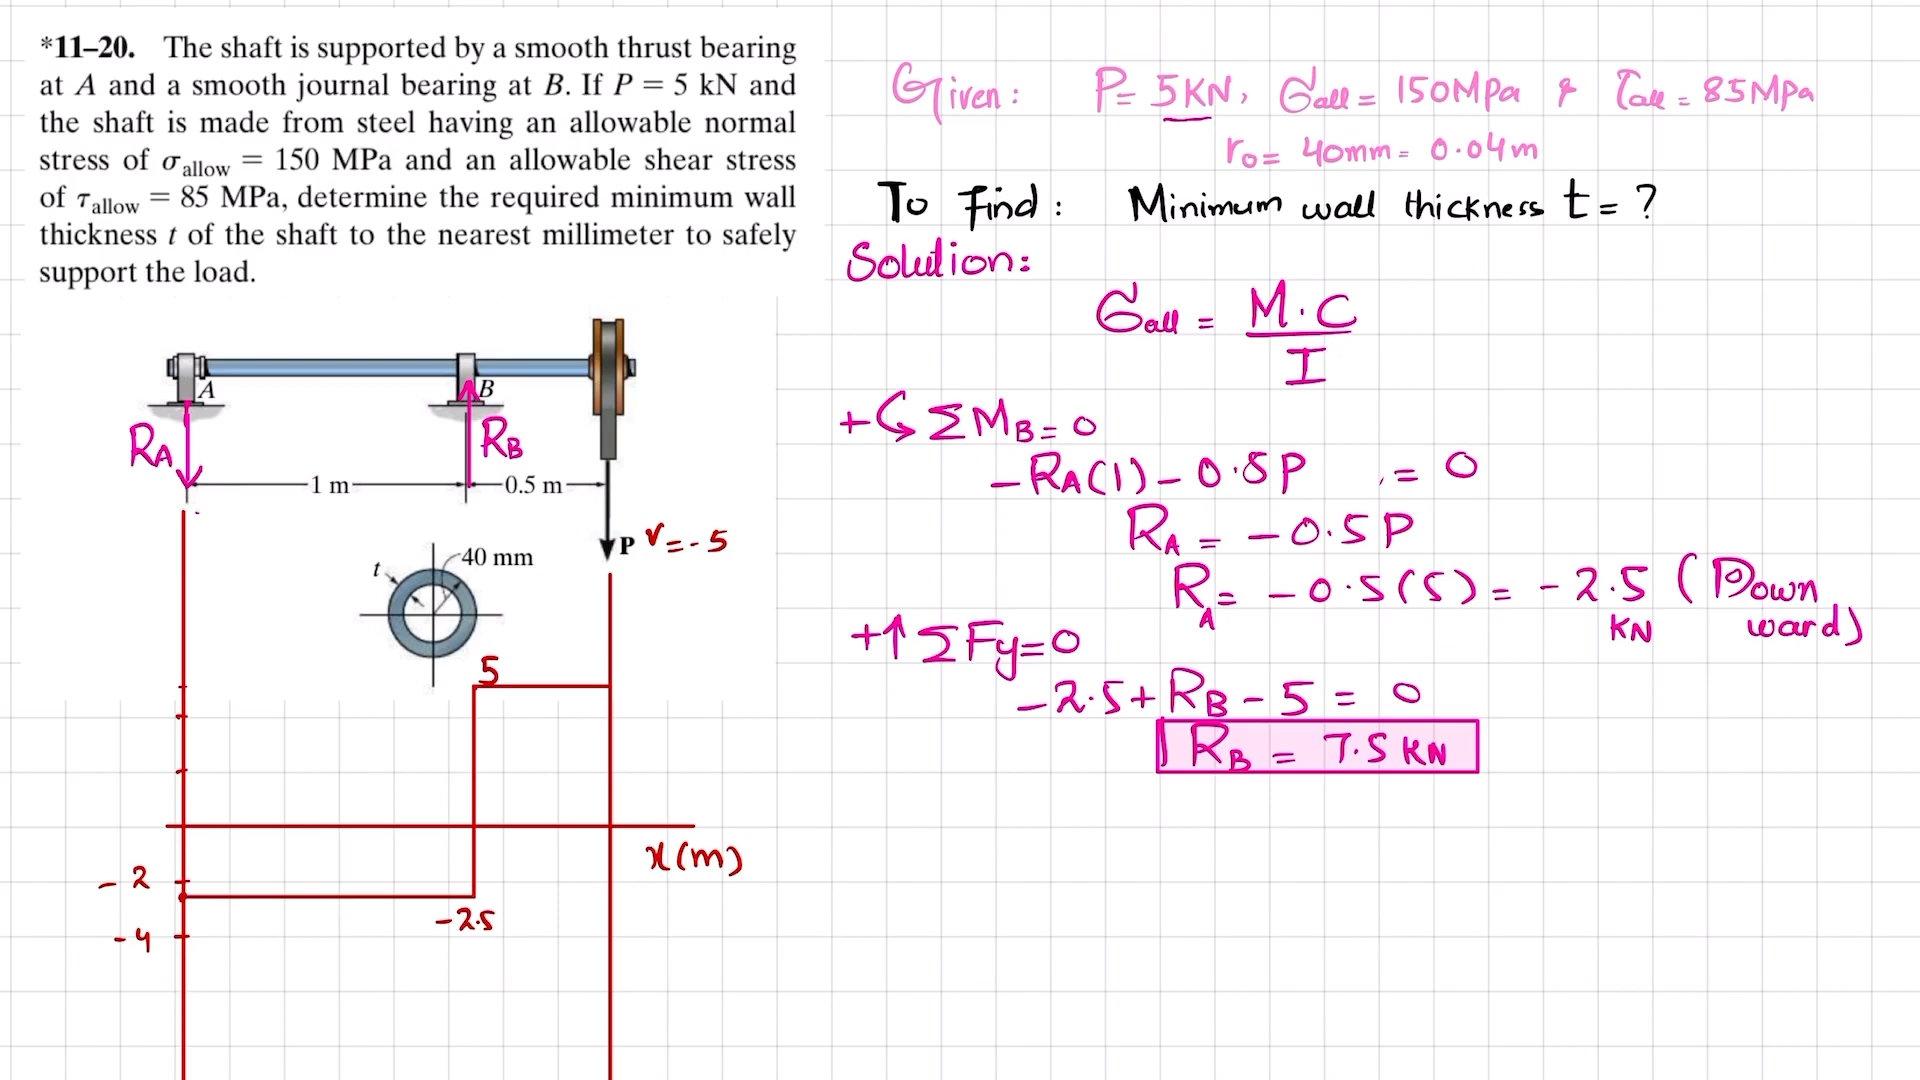 *11–20. The shaft is supported by a smooth thrust bearing
at A and a smooth journal bearing at B. If P = 5 kN and
the shaft is made from steel having an allowable normal
stress of σallow = 150 MPa and an allowable shear stress
of τallow = 85 MPa, determine the required minimum wall
thickness t of the shaft to the nearest millimeter to safely
support the load.
A
B
RA
RB
1 m
0.5 m
P V=-5
40 mm
t
5
x(m)
-2
-2.5
-4
Given: P= 5KN, σall = 150MPa & τall = 85MPa
ro= 40mm= 0.04m
To Find: Minimum wall thickness t = ?
Solution:
σall = M.C
I
+↺ ΣMB=0
-RA(1)-0.5P = 0
RA = -0.5P
RA = -0.5(5) = -2.5 (Down
KN ward)
+↑ ΣFy=0
-2.5+RB-5 = 0
RB = 7.5 KN